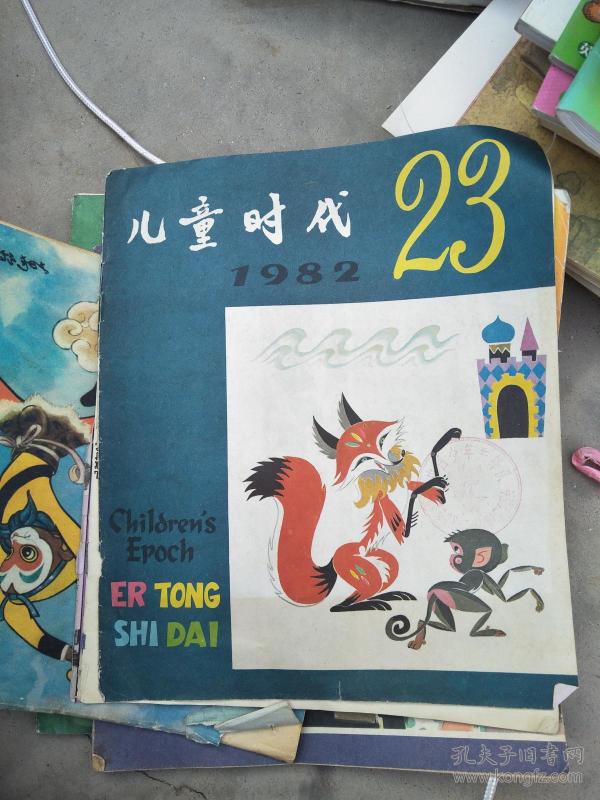 儿童时代
23
1982
Children's
Epoch
ER TONG
SHI DAI
孔夫子旧书网
www.kongfz.com